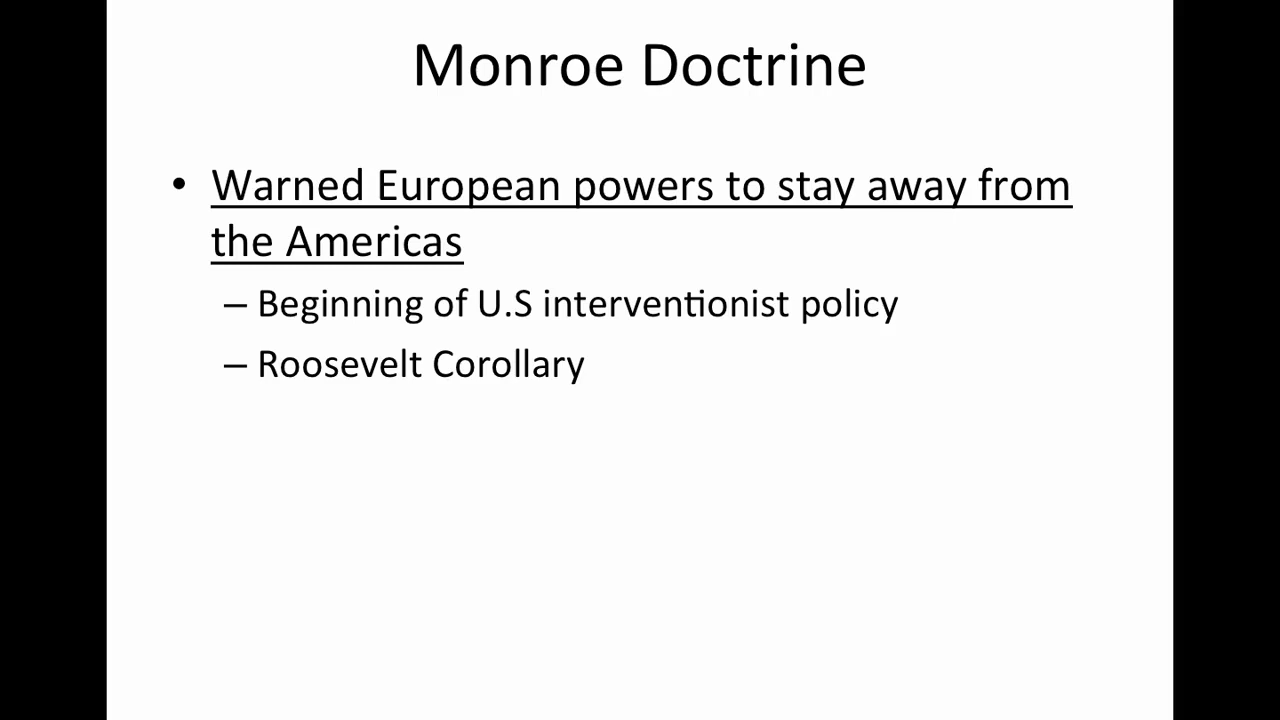 Monroe Doctrine
• Warned European powers to stay away from
the Americas
– Beginning of U.S interventionist policy
– Roosevelt Corollary